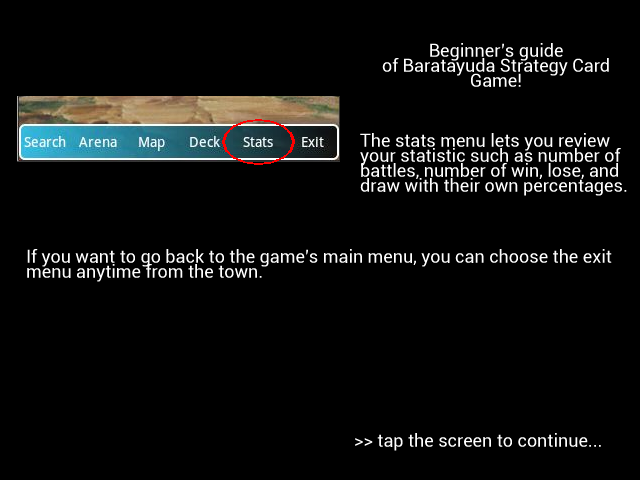 Beginner's guide
of Baratayuda Strategy Card
Game!
Search Arena Map Deck Stats Exit
The stats menu lets you review
your statistic such as number of
battles, number of win, lose, and
draw with their own percentages.
If you want to go back to the game's main menu, you can choose the exit
menu anytime from the town.
>> tap the screen to continue...